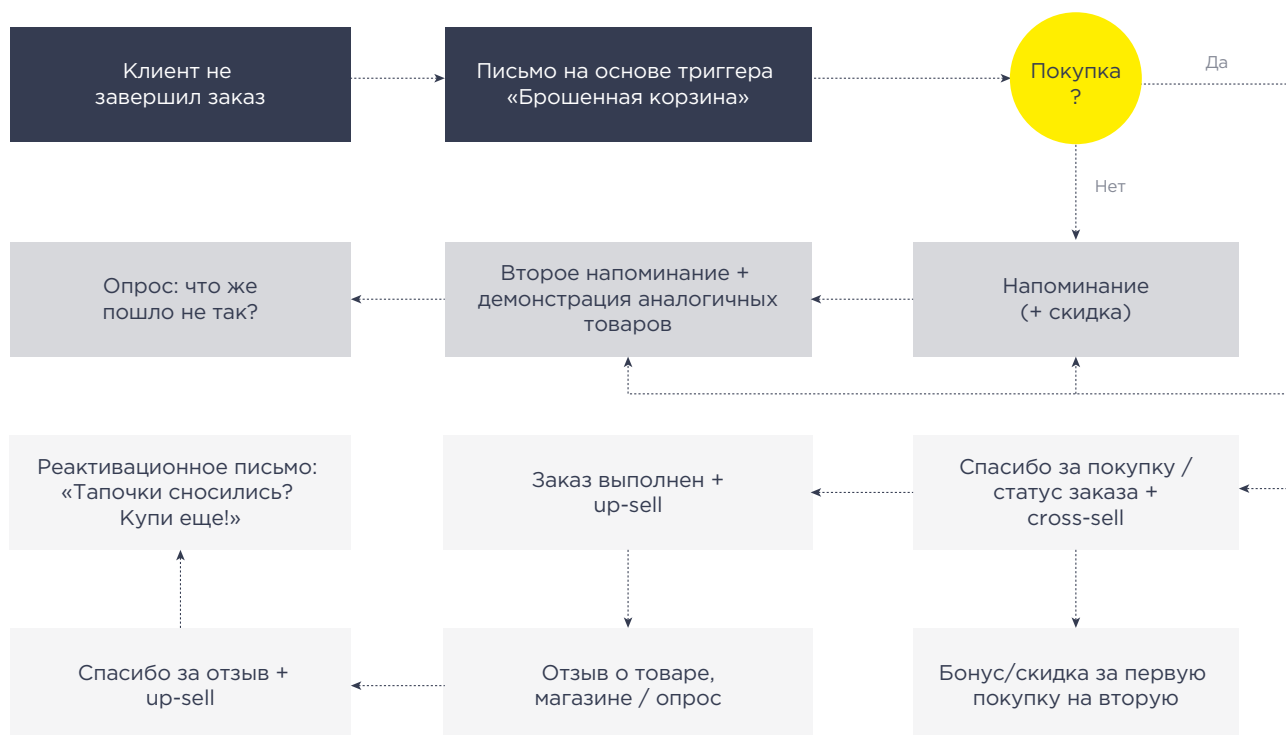 Клиент не
завершил заказ
Письмо на основе триггера
«Брошенная корзина»
Покупка
?
Да
Нет
Опрос: что же
пошло не так?
Второе напоминание +
демонстрация аналогичных
товаров
Напоминание
(+ скидка)
Реактивационное письмо:
«Тапочки сносились?
Купи еще!»
Заказ выполнен +
up-sell
Спасибо за покупку /
статус заказа +
cross-sell
Спасибо за отзыв +
up-sell
Отзыв о товаре,
магазине / опрос
Бонус/скидка за первую
покупку на вторую